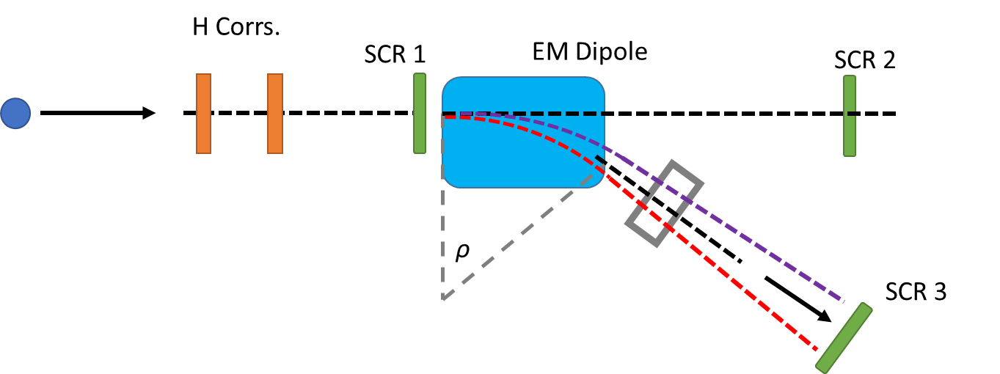 H Corrs.
SCR 1
EM Dipole
SCR 2
ρ
SCR 3